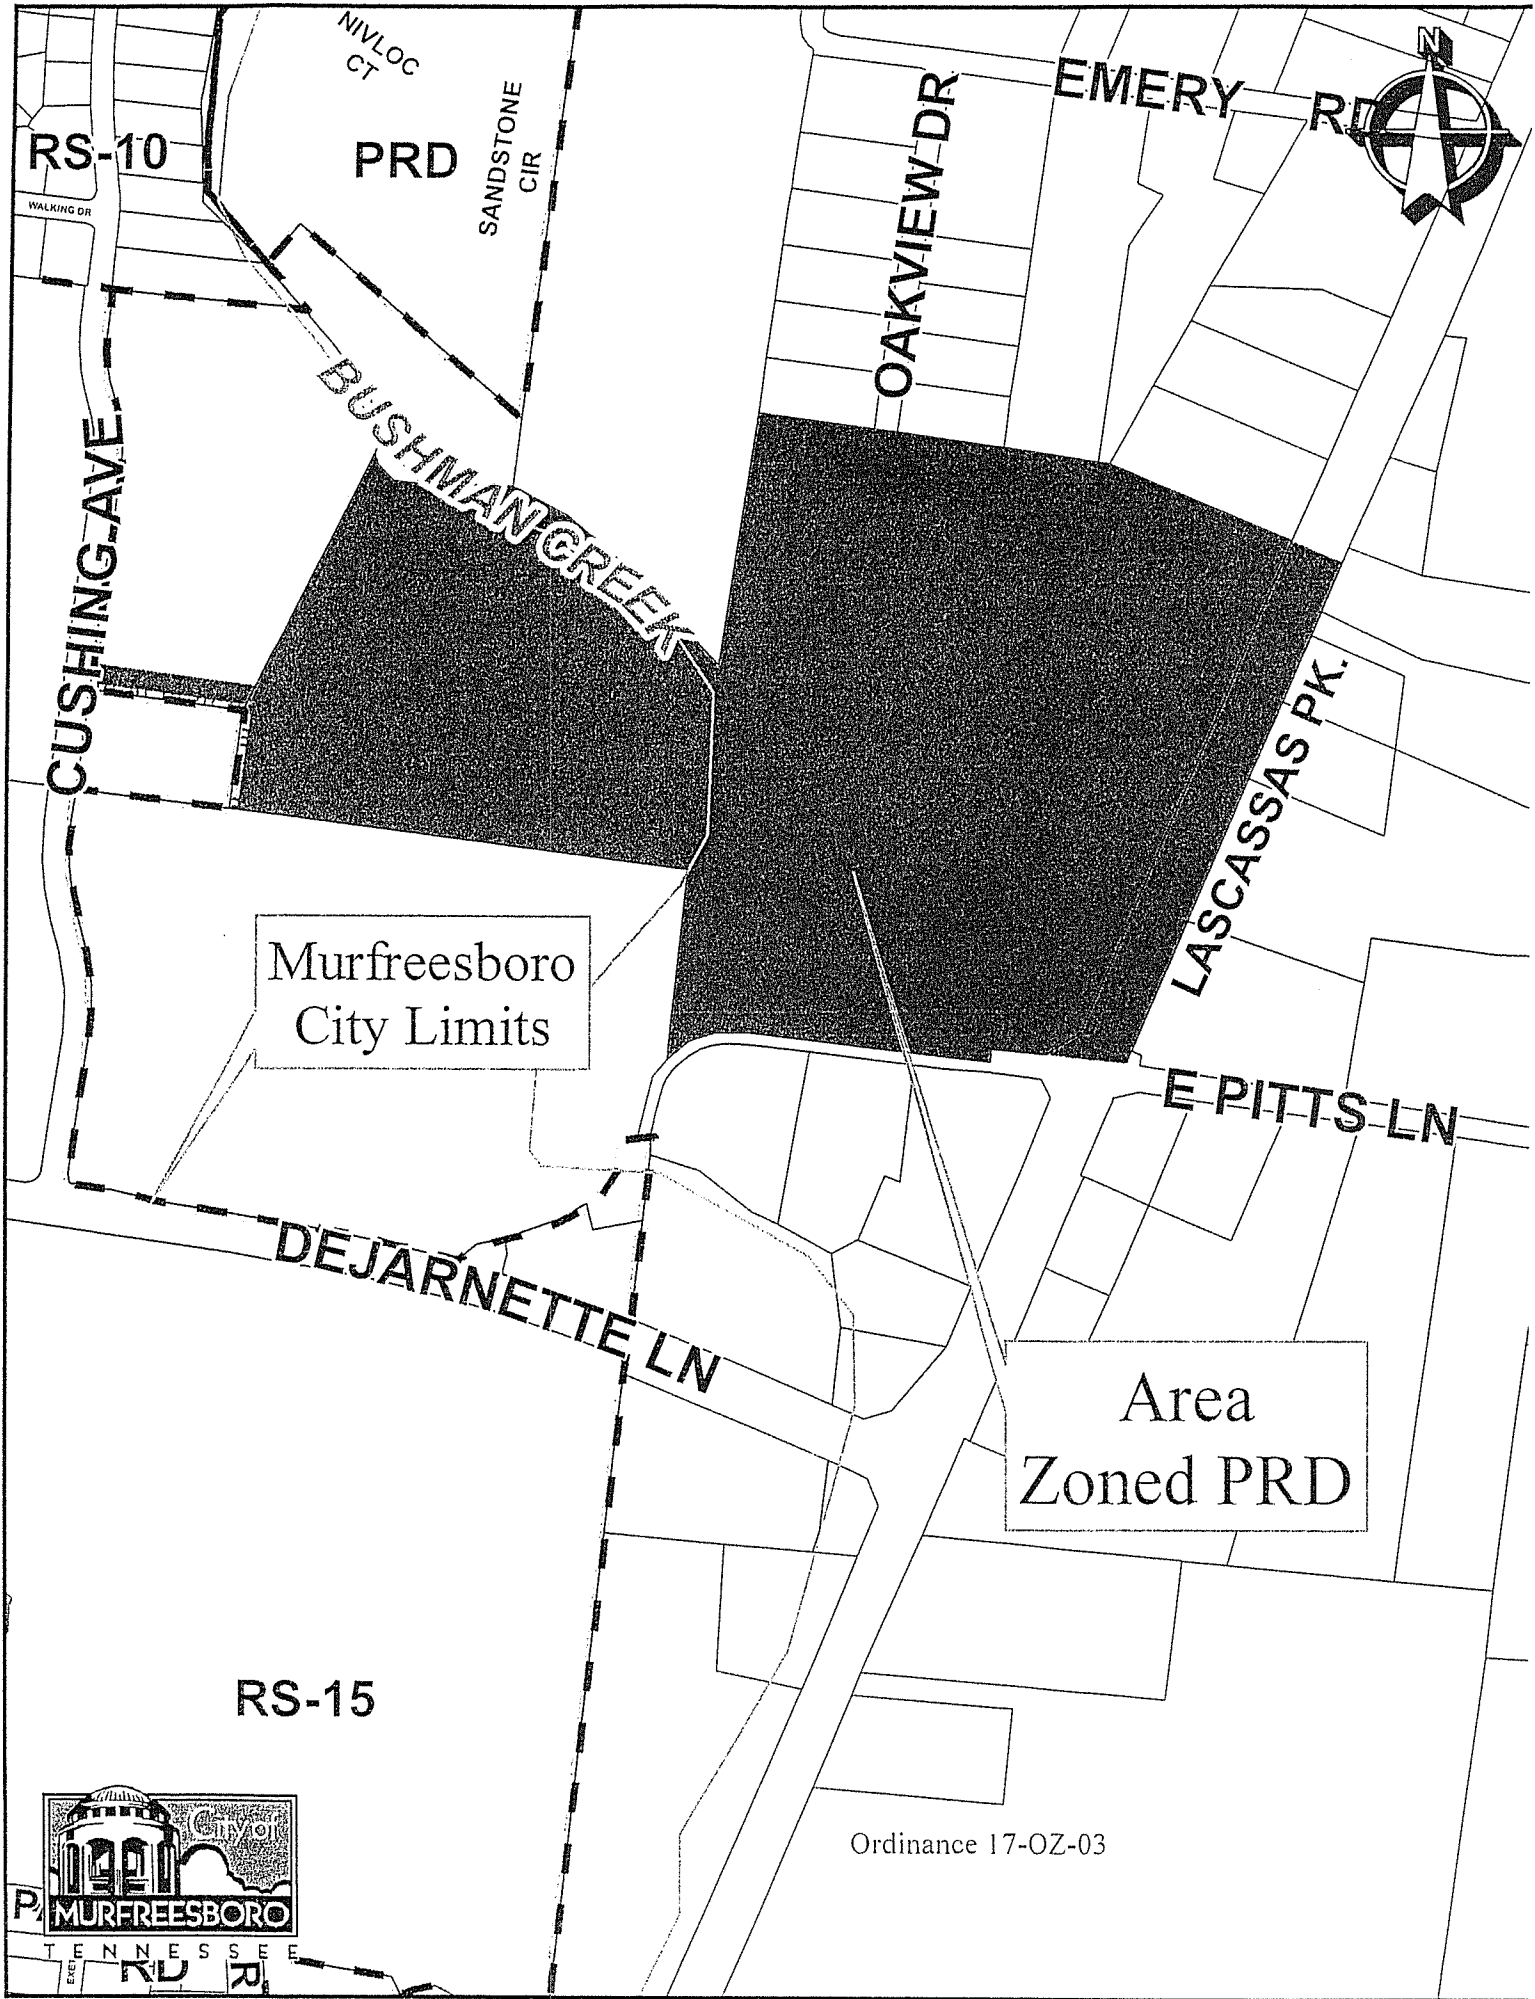 NIVLOC
CT
N
EMERY RD
RS-10
PRD
SANDSTONE
CIR
OAKVIEW DR
WALKING DR
BUSHMAN CREEK
CUSHING AVE
LASCASSAS PK.
Murfreesboro
City Limits
E PITTS LN
DEJARNETTE LN
Area
Zoned PRD
RS-15
Ordinance 17-OZ-03
City of
MURFREESBORO
TENNESSEE
RD